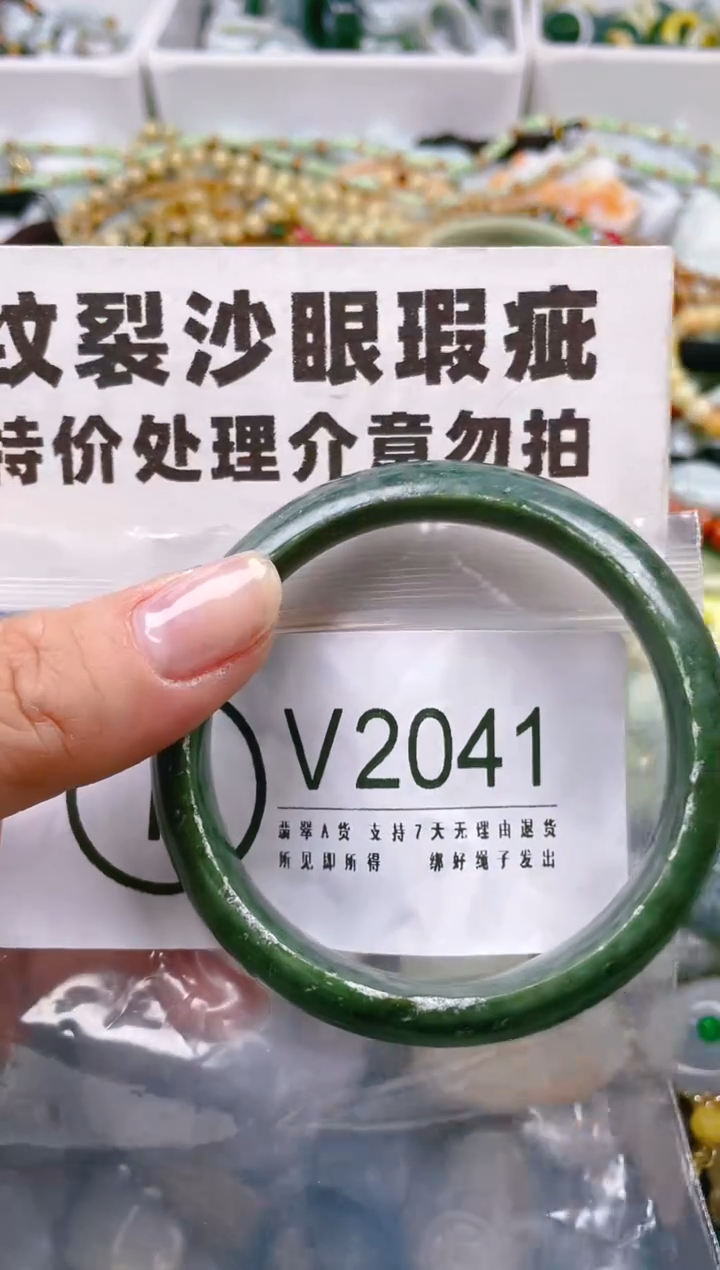 纹裂沙眼瑕疵
特价处理介意勿拍
V2041
翡翠A货 支持7天无理由退货
所见即所得 绑好绳子发出